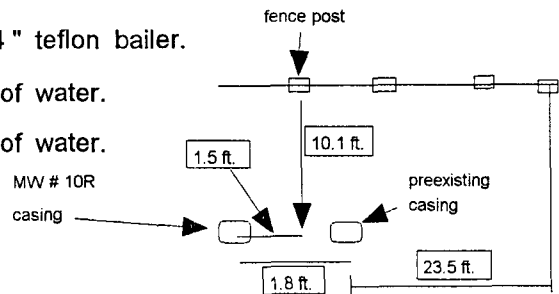 fence post
4 " teflon bailer.
of water.
of water.
10.1 ft.
1.5 ft.
MW # 10R
casing
preexisting
casing
23.5 ft.
1.8 ft.